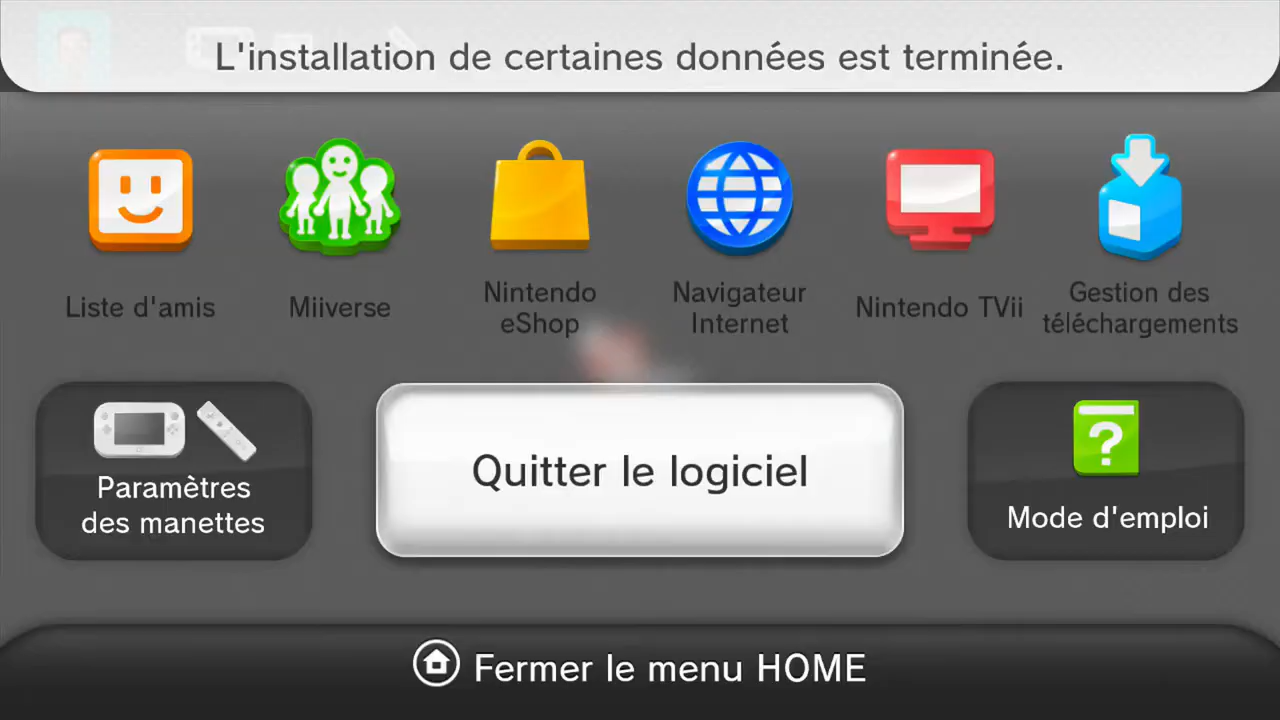 L'installation de certaines données est terminée.
Liste d'amis
Miiverse
Nintendo
eShop
Navigateur
Internet
Nintendo TVii
Gestion des
téléchargements
Paramètres
des manettes
Quitter le logiciel
?
Mode d'emploi
Fermer le menu HOME